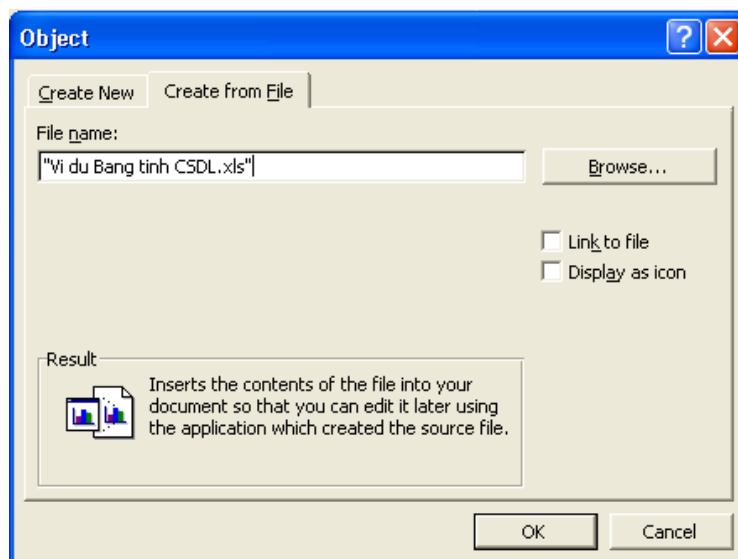 Object
Create New
Create from File
File name:
"Vi du Bang tinh CSDL.xls"
Browse...
Link to file
Display as icon
Result
Inserts the contents of the file into your
document so that you can edit it later using
the application which created the source file.
OK
Cancel